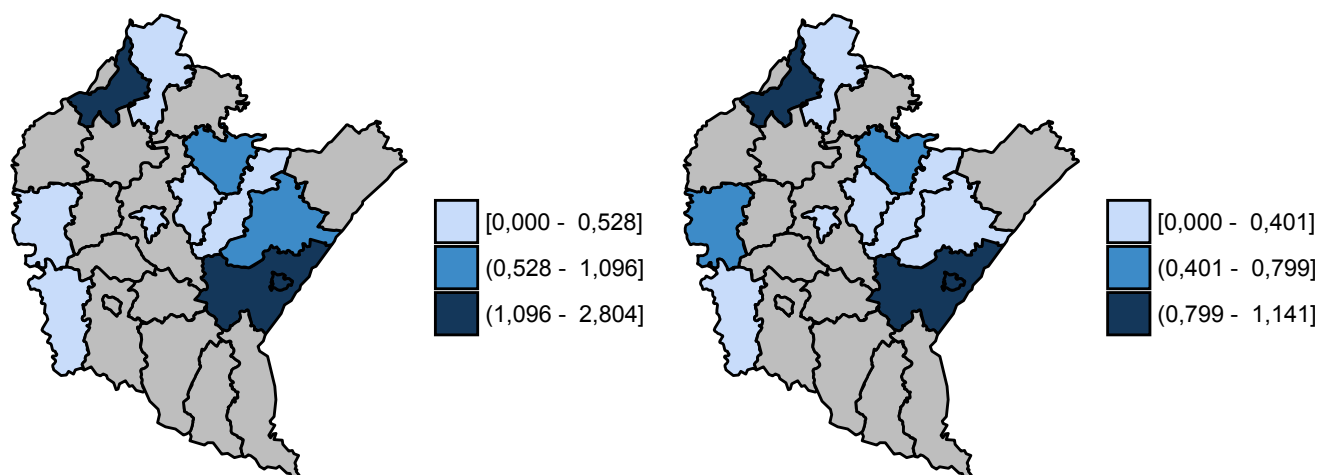 [0,000 - 0,528]
(0,528 - 1,096]
(1,096 - 2,804]
[0,000 - 0,401]
(0,401 - 0,799]
(0,799 - 1,141]